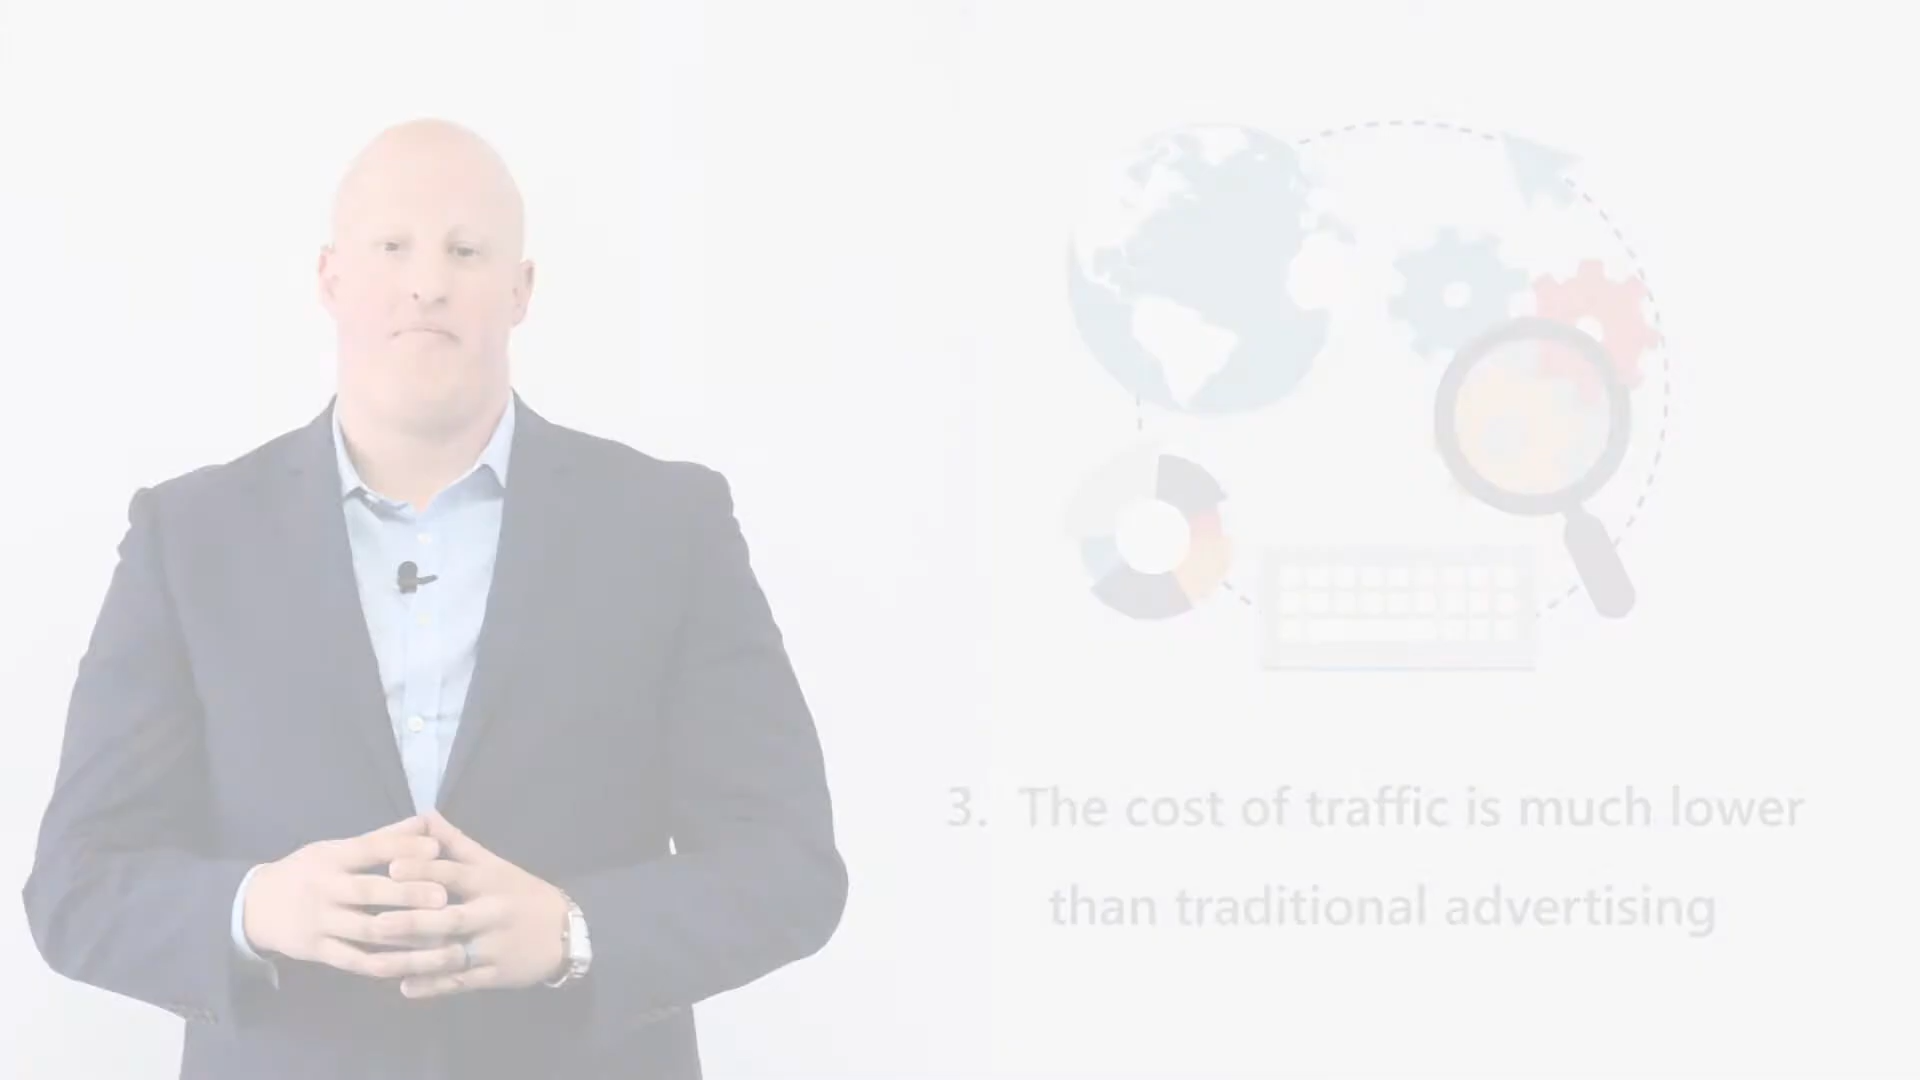 3. The cost of traffic is much lower
than traditional advertising